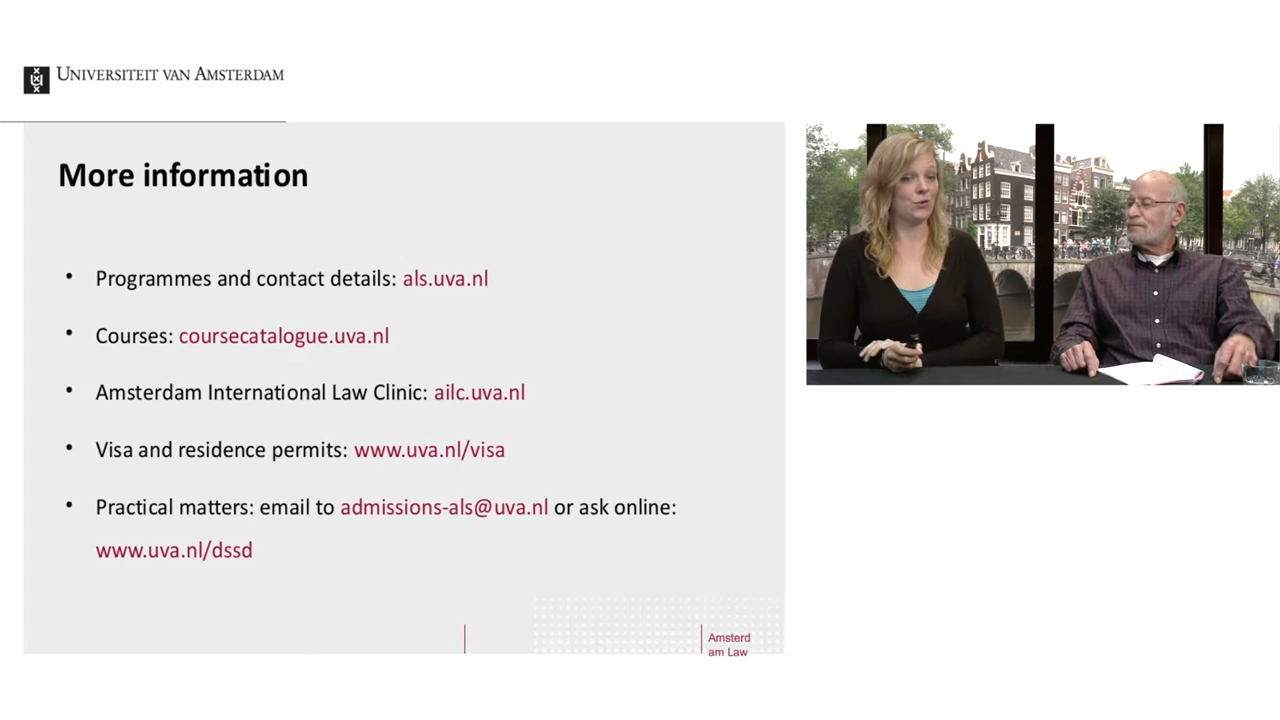 UNIVERSITEIT VAN AMSTERDAM
More information
• Programmes and contact details: als.uva.nl
• Courses: coursecatalogue.uva.nl
• Amsterdam International Law Clinic: ailc.uva.nl
• Visa and residence permits: www.uva.nl/visa
• Practical matters: email to admissions-als@uva.nl or ask online:
www.uva.nl/dssd
Amsterd
am Law